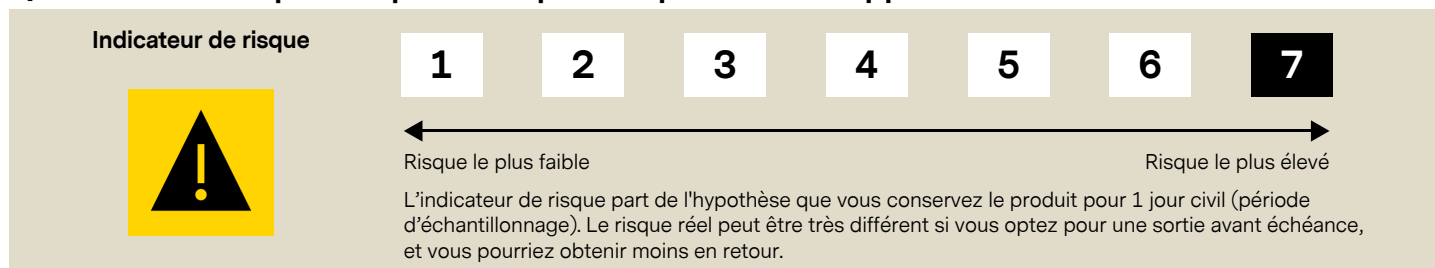 Indicateur de risque
1 2 3 4 5 6 7
Risque le plus faible
Risque le plus élevé
L'indicateur de risque part de l'hypothèse que vous conservez le produit pour 1 jour civil (période
d'échantillonnage). Le risque réel peut être très différent si vous optez pour une sortie avant échéance,
et vous pourriez obtenir moins en retour.